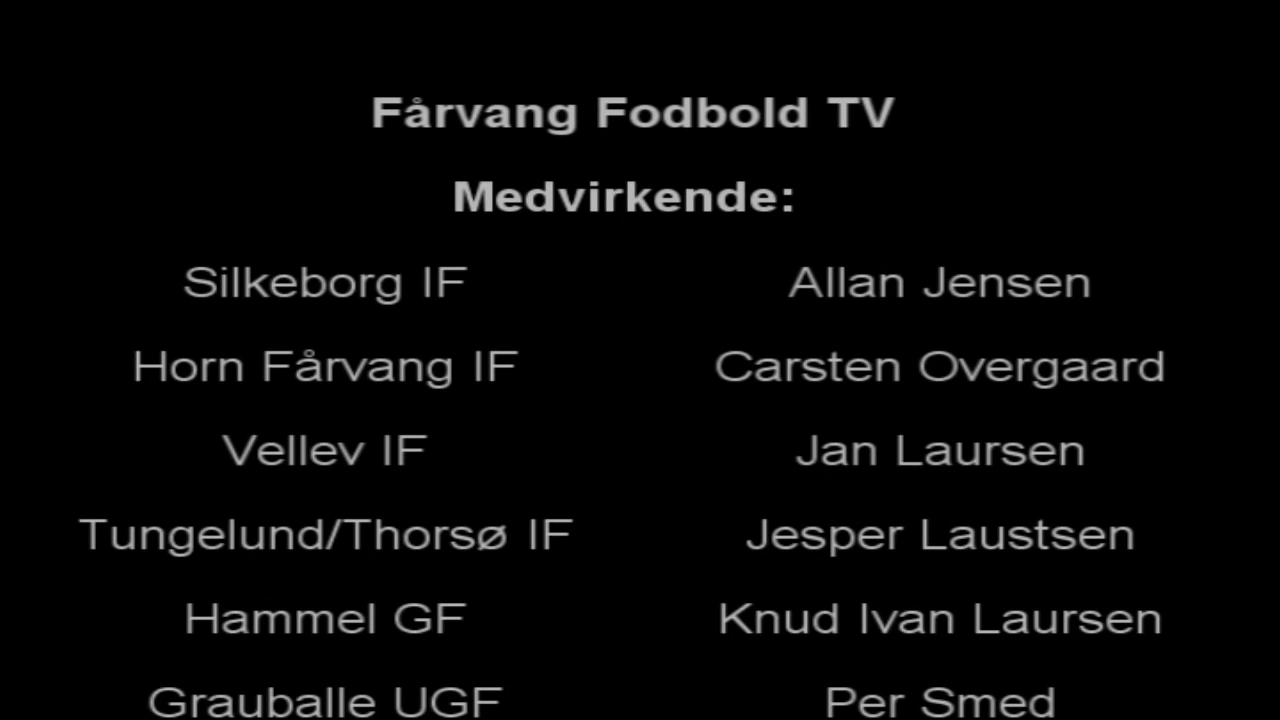 Fårvang Fodbold TV
Medvirkende:
Silkeborg IF Allan Jensen
Horn Fårvang IF Carsten Overgaard
Vellev IF Jan Laursen
Tungelund/Thorsø IF Jesper Laustsen
Hammel GF Knud Ivan Laursen
Grauballe UGF Per Smed